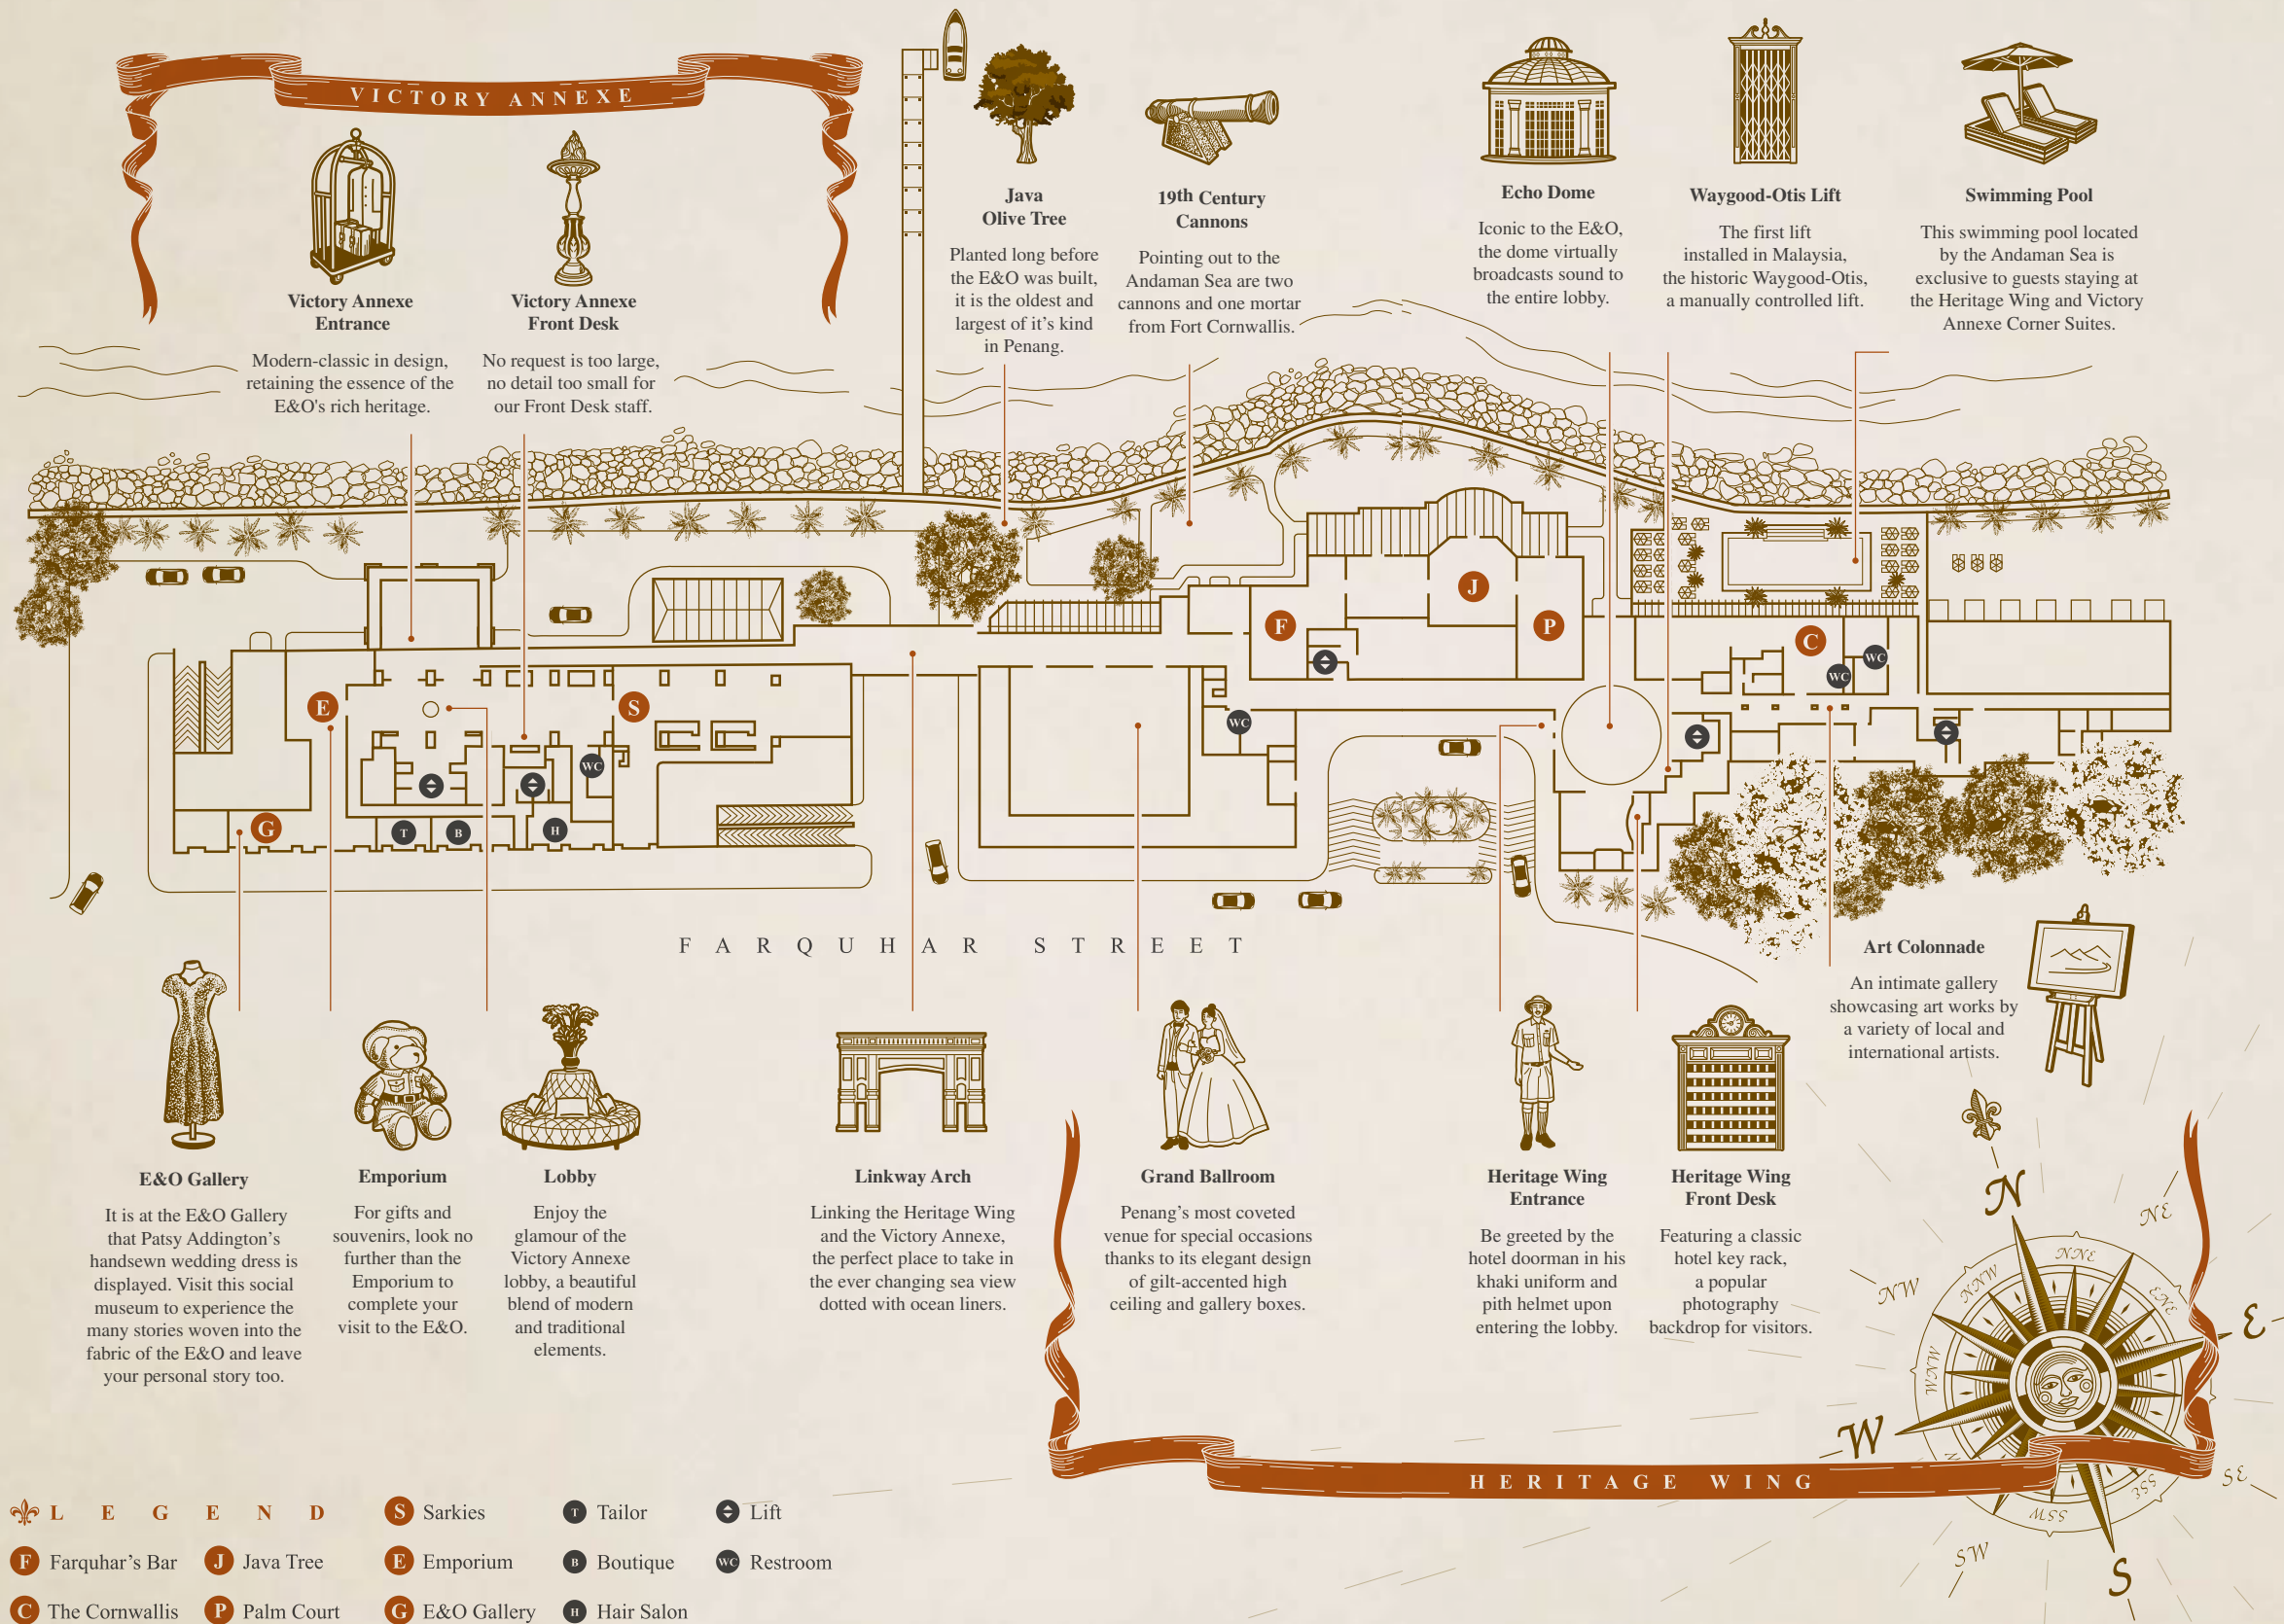 VICTORY ANNEXE
Victory Annexe
Entrance
Modern-classic in design,
retaining the essence of the
E&O's rich heritage.
Victory Annexe
Front Desk
No request is too large,
no detail too small for
our Front Desk staff.
Java
Olive Tree
Planted long before
the E&O was built,
it is the oldest and
largest of it’s kind
in Penang.
19th Century
Cannons
Pointing out to the
Andaman Sea are two
cannons and one mortar
from Fort Cornwallis.
Echo Dome
Iconic to the E&O,
the dome virtually
broadcasts sound to
the entire lobby.
Waygood-Otis Lift
The first lift
installed in Malaysia,
the historic Waygood-Otis,
a manually controlled lift.
Swimming Pool
This swimming pool located
by the Andaman Sea is
exclusive to guests staying at
the Heritage Wing and Victory
Annexe Corner Suites.
F
J
P
C
WC
WC
E
S
WC
WC
G
T
B
H
FARQUHAR STREET
Art Colonnade
An intimate gallery
showcasing art works by
a variety of local and
international artists.
E&O Gallery
It is at the E&O Gallery
that Patsy Addington’s
handsewn wedding dress is
displayed. Visit this social
museum to experience the
many stories woven into the
fabric of the E&O and leave
your personal story too.
Emporium
For gifts and
souvenirs, look no
further than the
Emporium to
complete your
visit to the E&O.
Lobby
Enjoy the
glamour of the
Victory Annexe
lobby, a beautiful
blend of modern
and traditional
elements.
Linkway Arch
Linking the Heritage Wing
and the Victory Annexe,
the perfect place to take in
the ever changing sea view
dotted with ocean liners.
Grand Ballroom
Penang’s most coveted
venue for special occasions
thanks to its elegant design
of gilt-accented high
ceiling and gallery boxes.
Heritage Wing
Entrance
Be greeted by the
hotel doorman in his
khaki uniform and
pith helmet upon
entering the lobby.
Heritage Wing
Front Desk
Featuring a classic
hotel key rack,
a popular
photography
backdrop for visitors.
N
NE
NNE
NNW
NW
ENE
E
WNW
W
SE
SSE
SSW
SW
S
HERITAGE WING
LEGEND
F Farquhar’s Bar
C The Cornwallis
J Java Tree
P Palm Court
S Sarkies
E Emporium
G E&O Gallery
T Tailor
B Boutique
H Hair Salon
Lift
WC Restroom